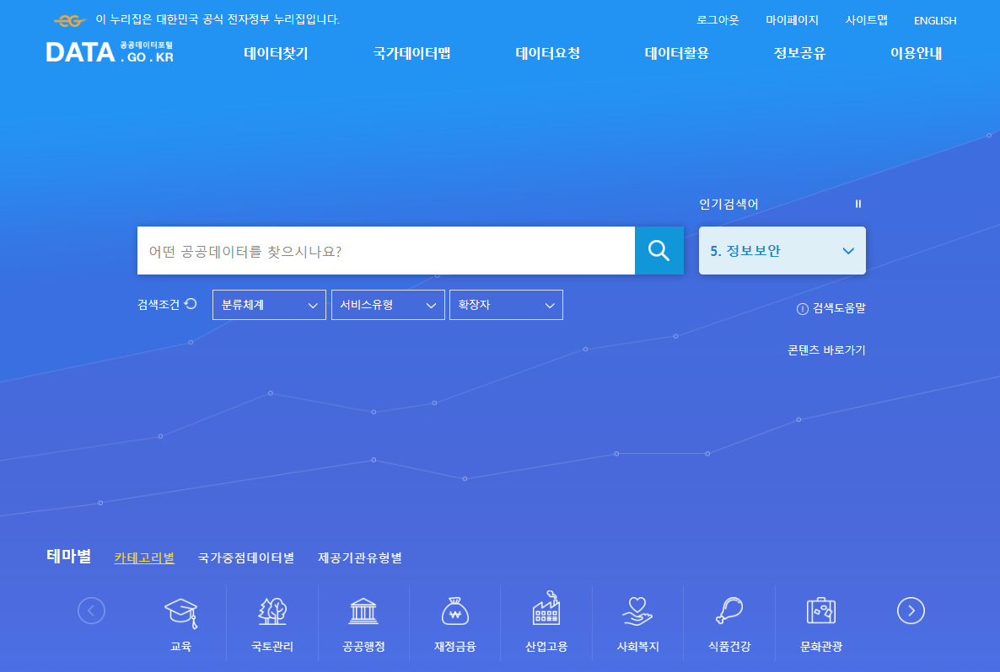 이 누리집은 대한민국 공식 전자정부 누리집입니다.
로그아웃 마이페이지 사이트맵 ENGLISH
DATA 공공데이터포털 . GO . KR
데이터찾기 국가데이터맵 데이터요청 데이터활용 정보공유 이용안내
인기검색어
어떤 공공데이터를 찾으시나요?
5. 정보보안
검색조건 분류체계 서비스유형 확장자
검색도움말
콘텐츠 바로가기
테마별 카테고리별 국가중점데이터별 제공기관유형별
교육 국토관리 공공행정 재정금융 산업고용 사회복지 식품건강 문화관광